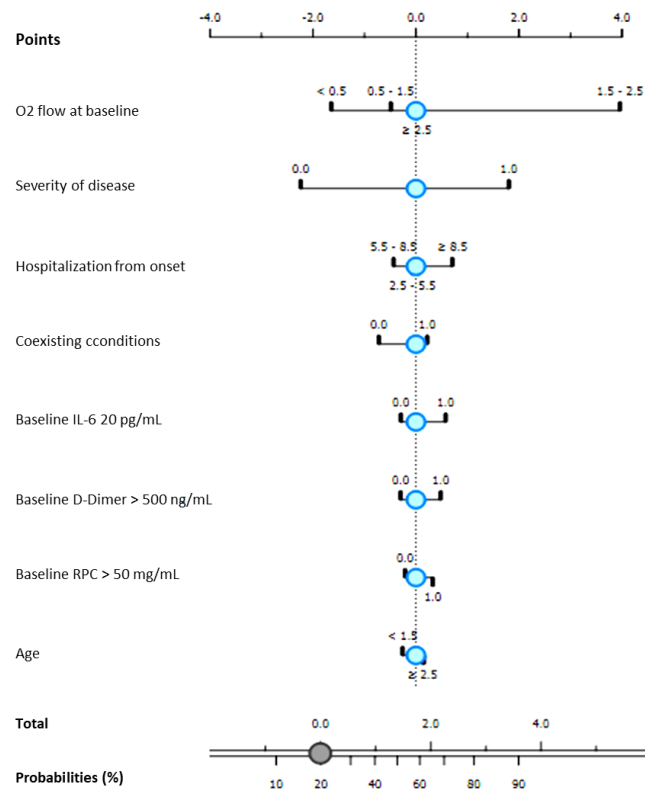 -4.0 -2.0 0.0 2.0 4.0
Points
< 0.5 0.5 - 1.5 1.5 - 2.5
O2 flow at baseline
≥ 2.5
0.0 1.0
Severity of disease
5.5 - 8.5 ≥ 8.5
Hospitalization from onset
2.5 - 5.5
0.0 1.0
Coexisting cconditions
0.0 1.0
Baseline IL-6 20 pg/mL
0.0 1.0
Baseline D-Dimer > 500 ng/mL
0.0
Baseline RPC > 50 mg/mL
1.0
< 1.5
Age
≥ 2.5
Total 0.0 2.0 4.0
Probabilities (%) 10 20 40 60 80 90